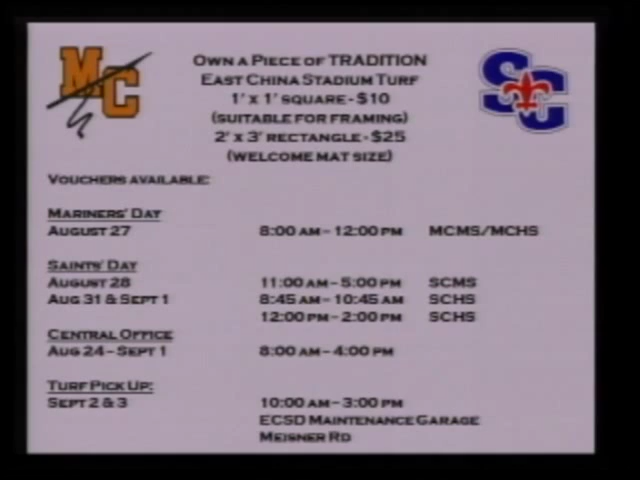 MC
SC
Own a Piece of TRADITION
East China Stadium Turf
1' x 1' square - $10
(suitable for framing)
2' x 3' rectangle - $25
(welcome mat size)
Vouchers available:
Mariners' Day
August 27 8:00 am - 12:00 pm MCMS/MCHS
Saints' Day
August 28 11:00 am - 5:00 pm SCMS
Aug 31 & Sept 1 8:45 am - 10:45 am SCHS
12:00 pm - 2:00 pm SCHS
Central Office
Aug 24 - Sept 1 8:00 am - 4:00 pm
Turf Pick Up:
Sept 2 & 3 10:00 am - 3:00 pm
ECSD Maintenance Garage
Meisner Rd